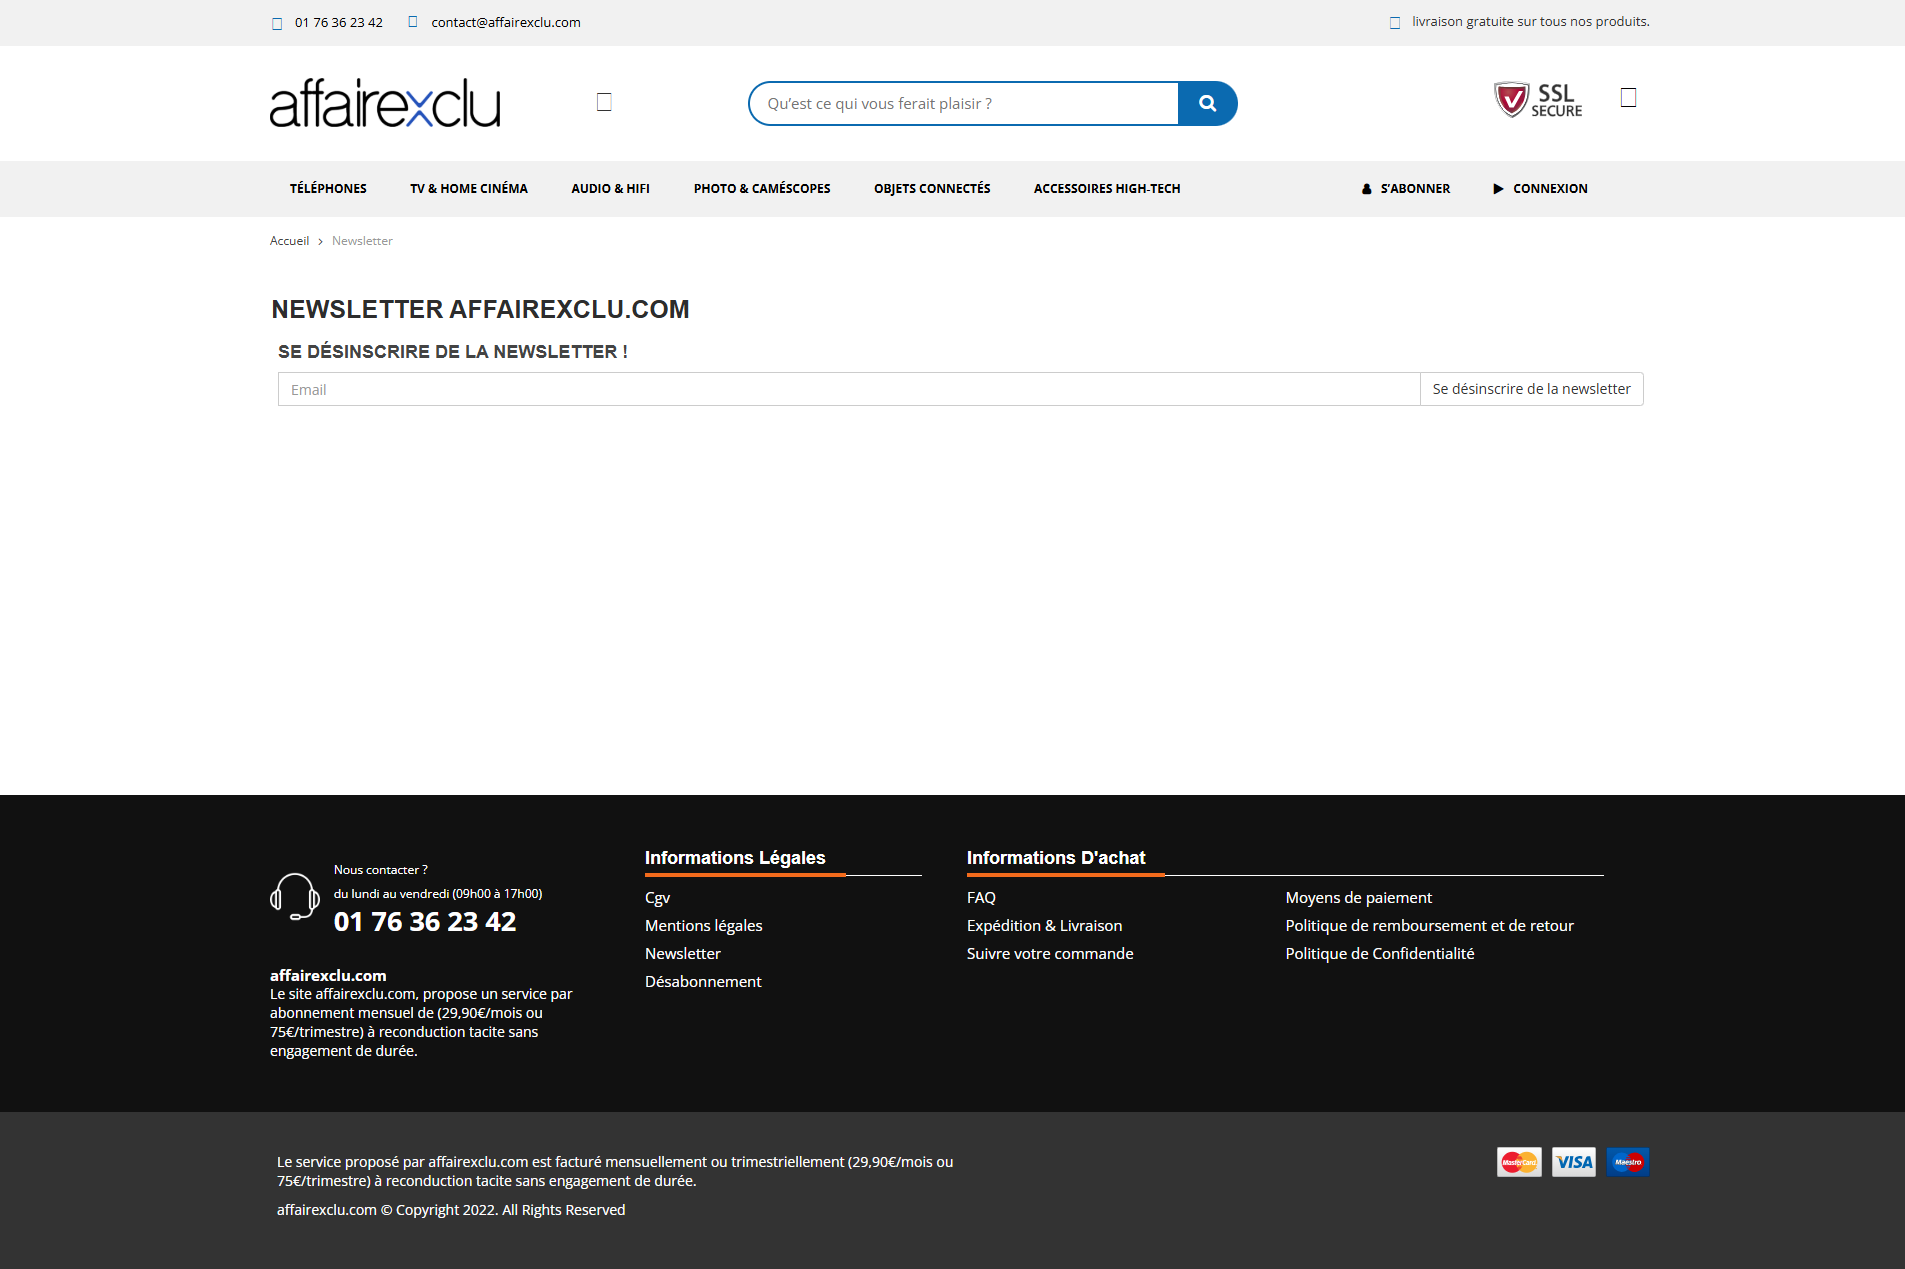 01 76 36 23 42
contact@affairexclu.com
livraison gratuite sur tous nos produits.
affairexclu
Qu’est ce qui vous ferait plaisir ?
SSL
SECURE
TÉLÉPHONES
TV & HOME CINÉMA
AUDIO & HIFI
PHOTO & CAMÉSCOPES
OBJETS CONNECTÉS
ACCESSOIRES HIGH-TECH
S’ABONNER
CONNEXION
Accueil
Newsletter
NEWSLETTER AFFAIREXCLU.COM
SE DÉSINSCRIRE DE LA NEWSLETTER !
Email
Se désinscrire de la newsletter
Nous contacter ?
du lundi au vendredi (09h00 à 17h00)
01 76 36 23 42
affairexclu.com
Le site affairexclu.com, propose un service par
abonnement mensuel de (29,90€/mois ou
75€/trimestre) à reconduction tacite sans
engagement de durée.
Informations Légales
Cgv
Mentions légales
Newsletter
Désabonnement
Informations D'achat
FAQ
Expédition & Livraison
Suivre votre commande
Moyens de paiement
Politique de remboursement et de retour
Politique de Confidentialité
Le service proposé par affairexclu.com est facturé mensuellement ou trimestriellement (29,90€/mois ou
75€/trimestre) à reconduction tacite sans engagement de durée.
affairexclu.com © Copyright 2022. All Rights Reserved
MasterCard
VISA
Maestro